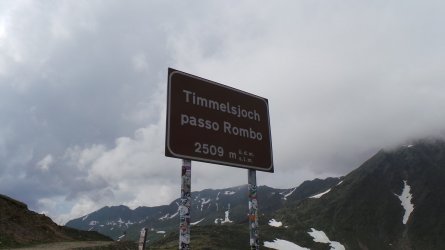 Timmelsjoch
passo Rombo
2509 m ü.d.M.
s.l.m.